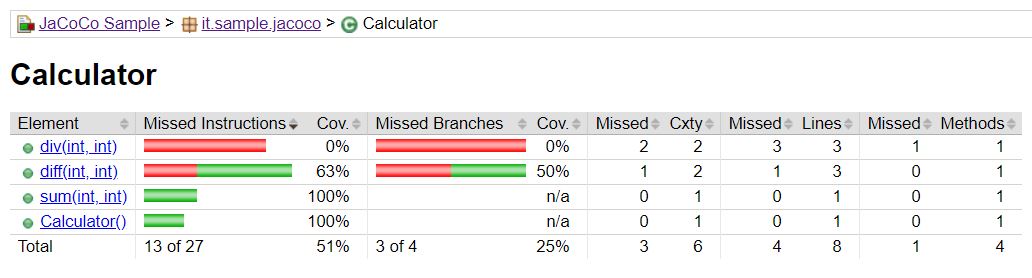 JaCoCo Sample > it.sample.jacoco > Calculator
Calculator
Element Missed Instructions Cov. Missed Branches Cov. Missed Cxty Missed Lines Missed Methods
div(int, int) 0% 0% 2 2 3 3 1 1
diff(int, int) 63% 50% 1 2 1 3 0 1
sum(int, int) 100% n/a 0 1 0 1 0 1
Calculator() 100% n/a 0 1 0 1 0 1
Total 13 of 27 51% 3 of 4 25% 3 6 4 8 1 4